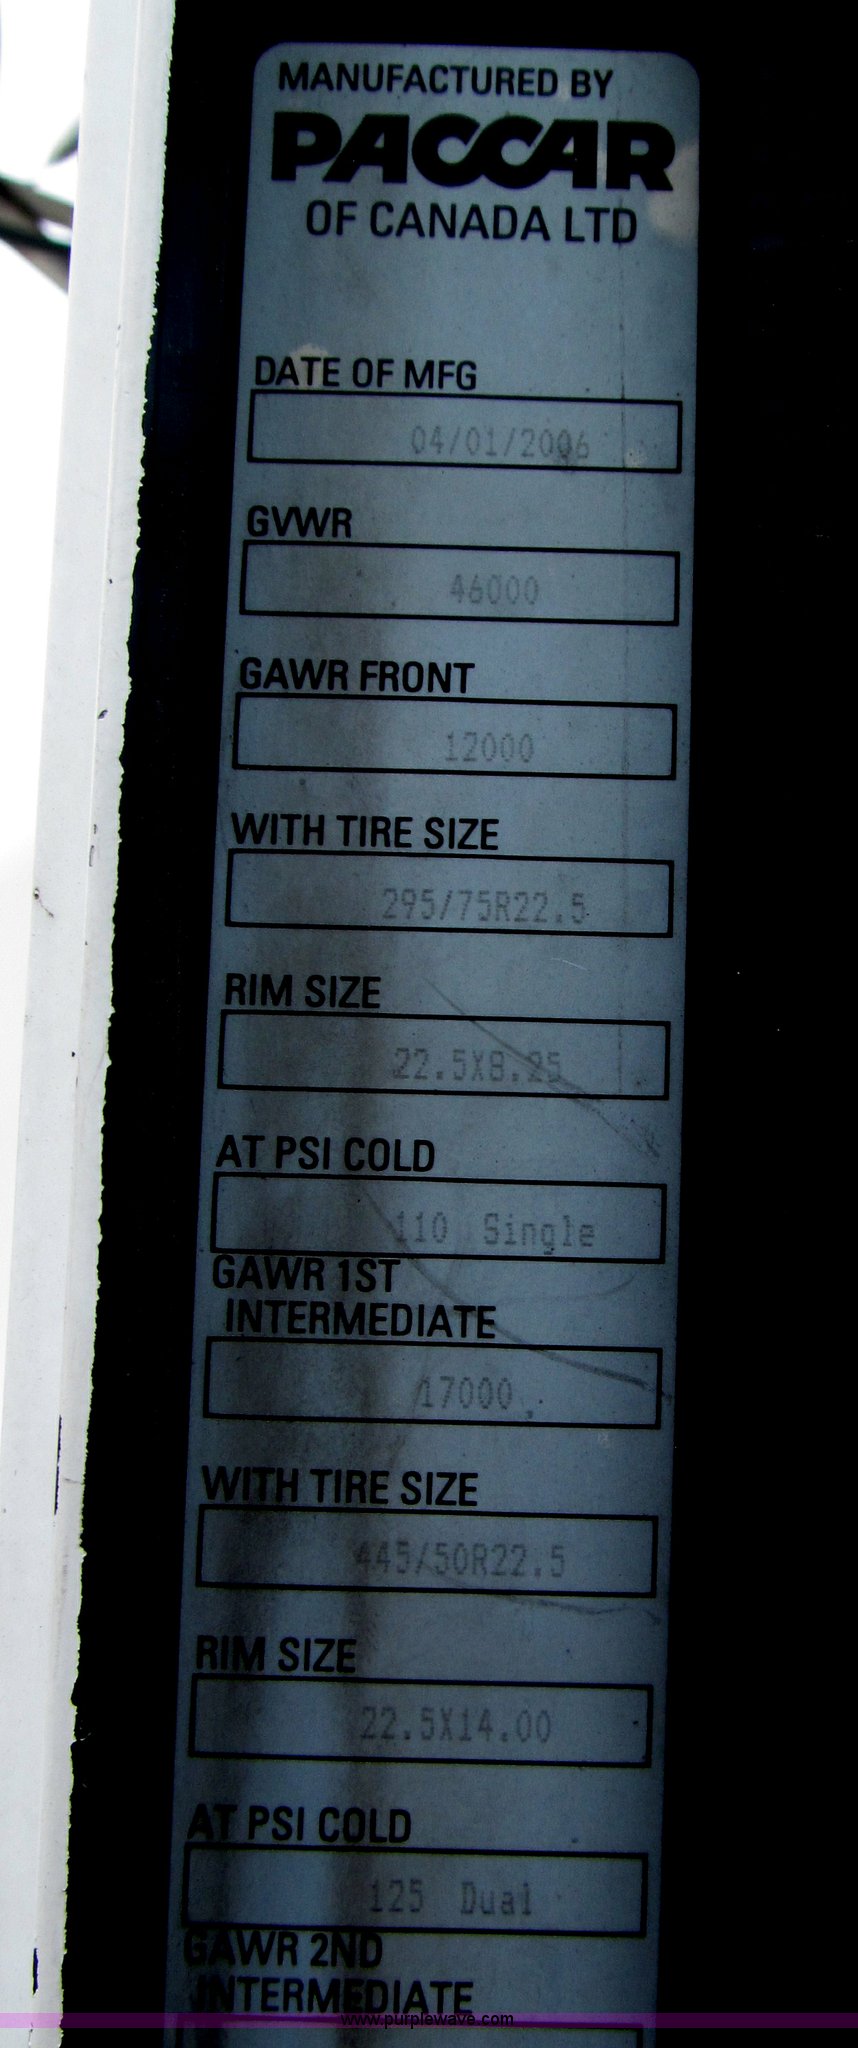 MANUFACTURED BY
PACCAR
OF CANADA LTD
DATE OF MFG
04/01/2006
GVWR
46000
GAWR FRONT
12000
WITH TIRE SIZE
295/75R22.5
RIM SIZE
22.5X8.25
AT PSI COLD
110 Single
GAWR 1ST
INTERMEDIATE
17000
WITH TIRE SIZE
445/50R22.5
RIM SIZE
22.5X14.00
AT PSI COLD
125 Dual
GAWR 2ND
INTERMEDIATE
www.purplewave.com